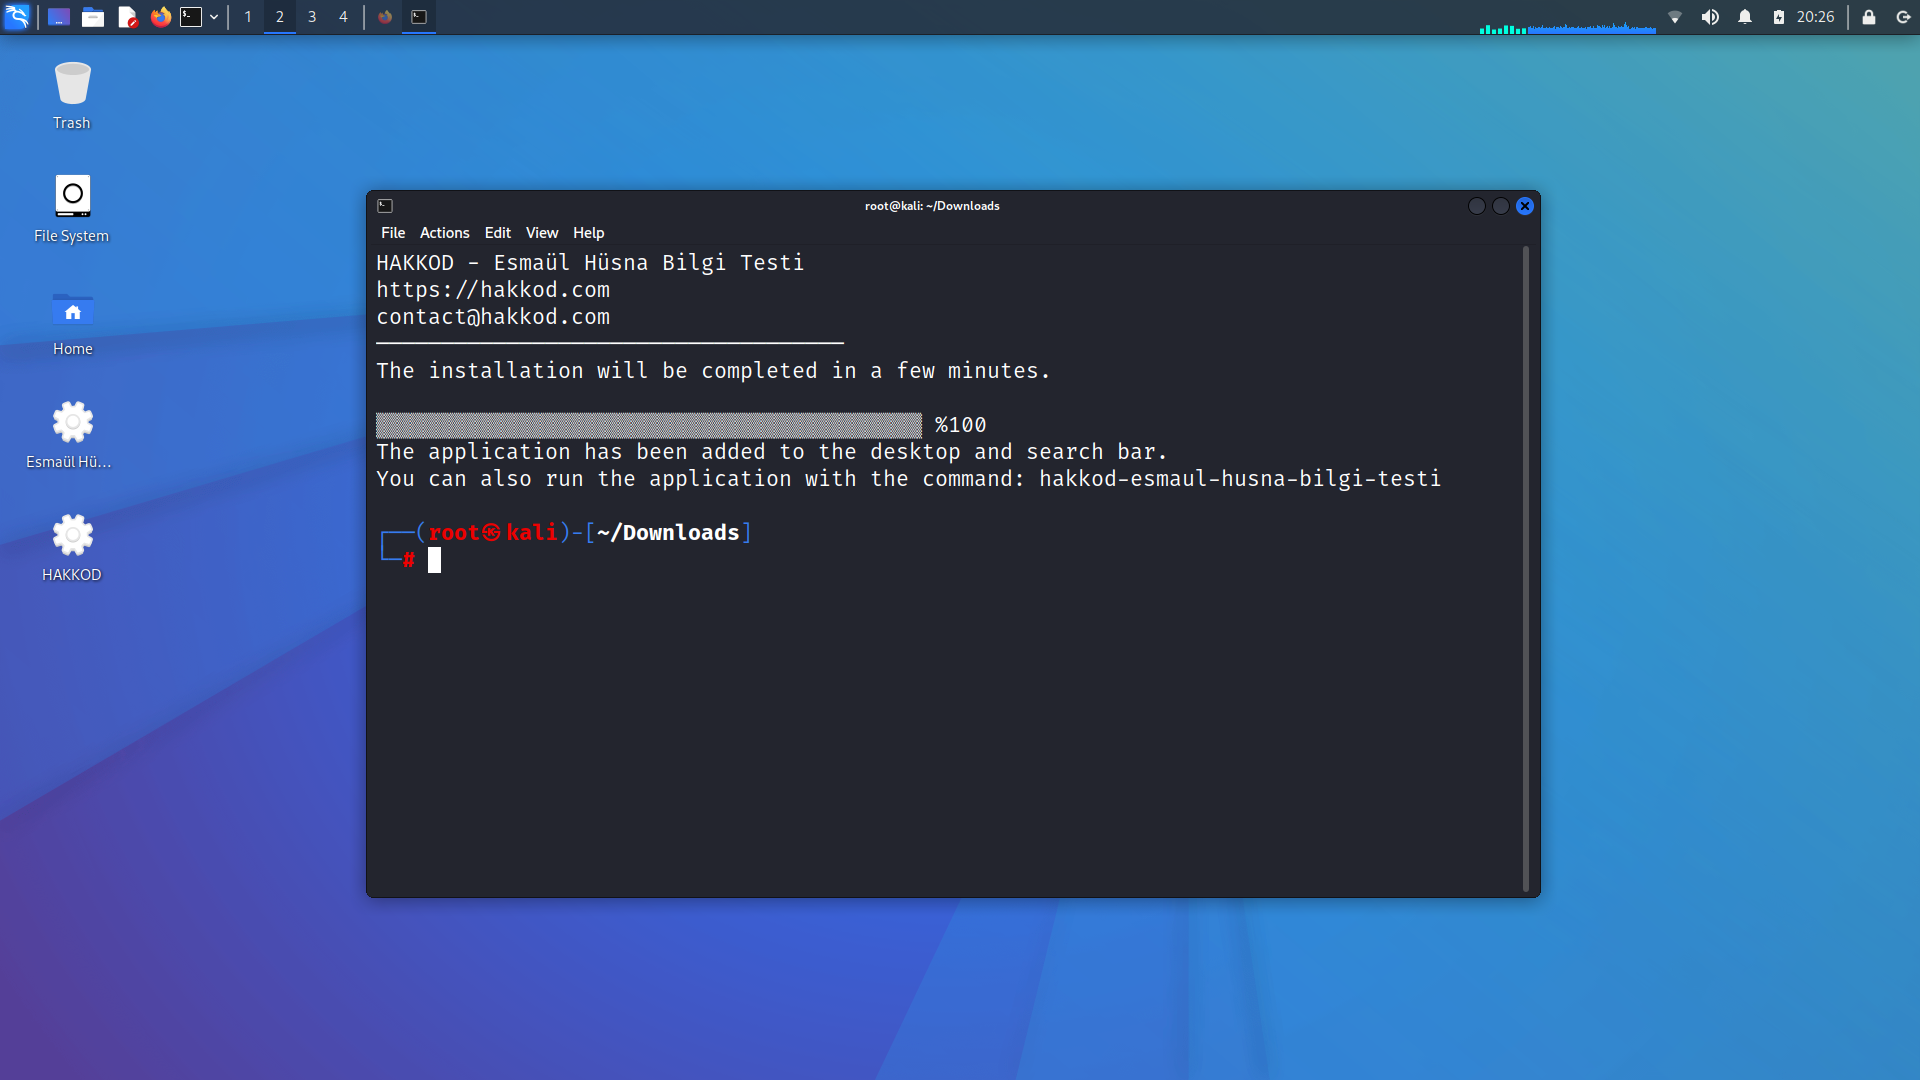 1 2 3 4
20:26
Trash
File System
Home
Esmaül Hü...
HAKKOD
root@kali: ~/Downloads
File Actions Edit View Help
HAKKOD - Esmaül Hüsna Bilgi Testi
https://hakkod.com
contact@hakkod.com
The installation will be completed in a few minutes.
%100
The application has been added to the desktop and search bar.
You can also run the application with the command: hakkod-esmaul-husna-bilgi-testi
┌──(root㉿kali)-[~/Downloads]
└─#